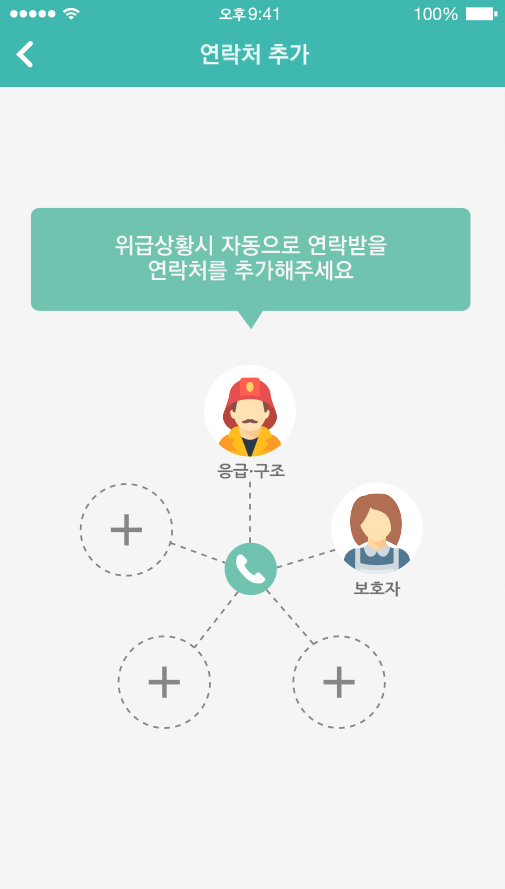 오후 9:41
100%
연락처 추가
위급상황시 자동으로 연락받을
연락처를 추가해주세요
응급·구조
보호자